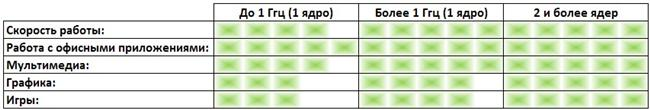 До 1 Ггц (1 ядро) Более 1 Ггц (1 ядро) 2 и более ядер
Скорость работы:
Работа с офисными приложениями:
Мультимедиа:
Графика:
Игры: